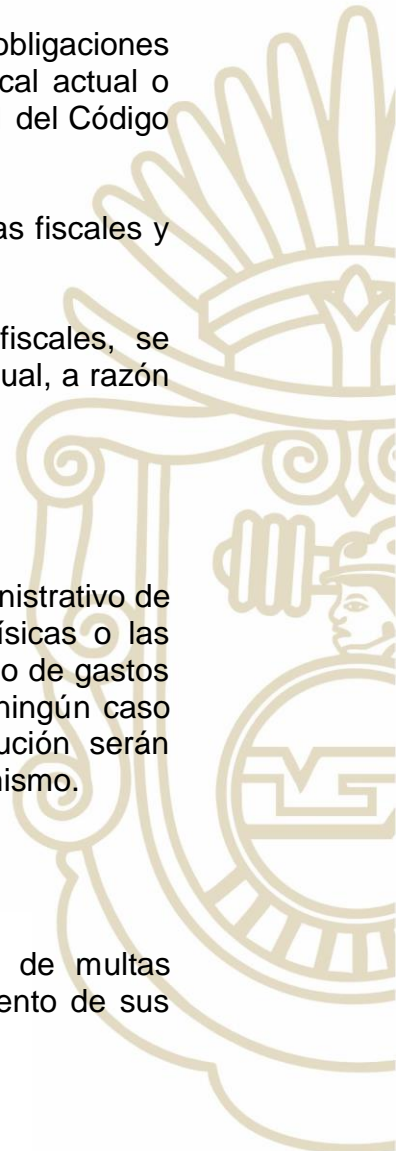 obligaciones
cal actual o
del Código
as fiscales y
fiscales, se
ual, a razón
nistrativo de
ísicas o las
o de gastos
ningún caso
ución serán
nismo.
de multas
ento de sus